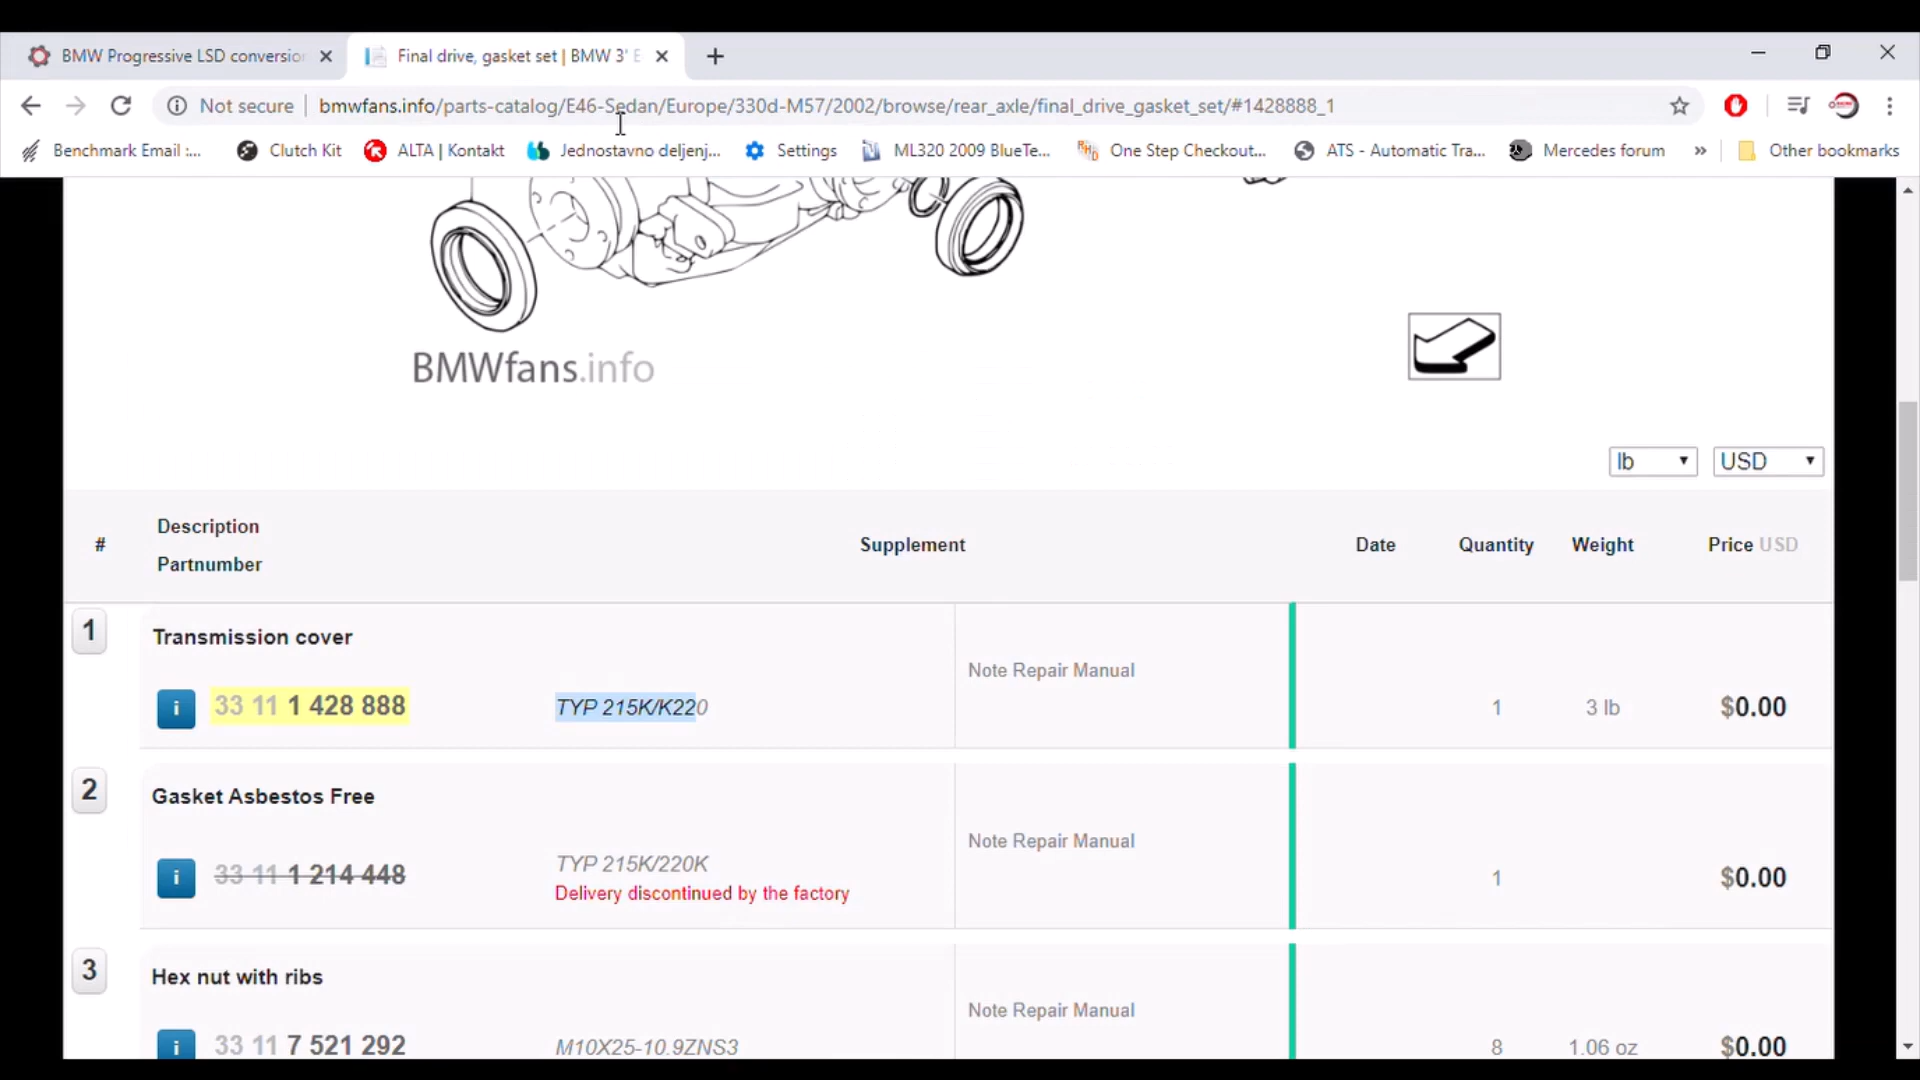 BMW Progressive LSD conversion
Final drive, gasket set | BMW 3' E
Not secure
bmwfans.info/parts-catalog/E46-Sedan/Europe/330d-M57/2002/browse/rear_axle/final_drive_gasket_set/#1428888_1
Benchmark Email :...
Clutch Kit
ALTA | Kontakt
Jednostavno deljenj...
Settings
ML320 2009 BlueTe...
One Step Checkout...
ATS - Automatic Tra...
Mercedes forum
»
Other bookmarks
BMWfans.info
lb
USD
#
Description
Partnumber
Supplement
Date
Quantity
Weight
Price USD
1
Transmission cover
33 11 1 428 888
TYP 215K/K220
Note Repair Manual
1
3 lb
$0.00
2
Gasket Asbestos Free
33 11 1 214 448
TYP 215K/220K
Delivery discontinued by the factory
Note Repair Manual
1
$0.00
3
Hex nut with ribs
33 11 7 521 292
M10X25-10.9ZNS3
Note Repair Manual
8
1.06 oz
$0.00